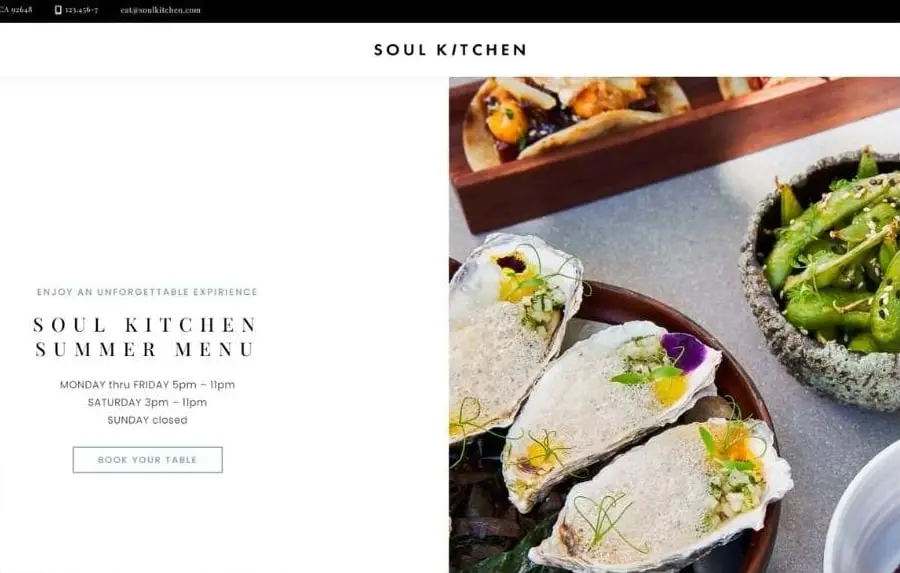 CA 92648 123.456-7 eat@soulkitchen.com
SOUL KITCHEN
ENJOY AN UNFORGETTABLE EXPIRIENCE
SOUL KITCHEN
SUMMER MENU
MONDAY thru FRIDAY 5pm – 11pm
SATURDAY 3pm – 11pm
SUNDAY closed
BOOK YOUR TABLE